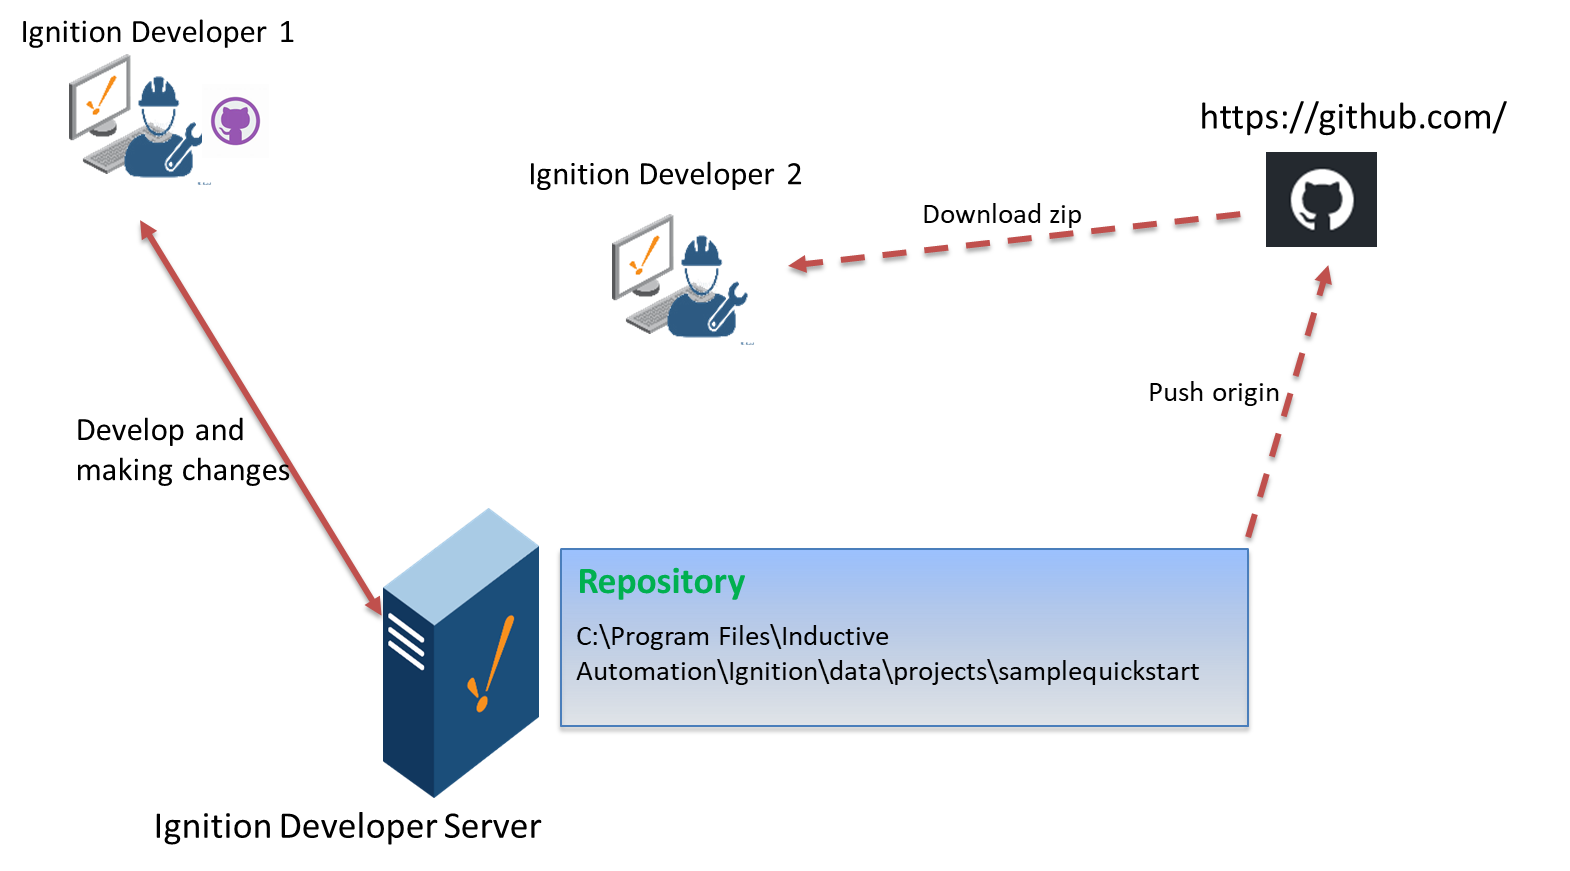 Ignition Developer 1
https://github.com/
Ignition Developer 2
Download zip
Push origin
Develop and
making changes
Repository
C:\Program Files\Inductive
Automation\Ignition\data\projects\samplequickstart
Ignition Developer Server